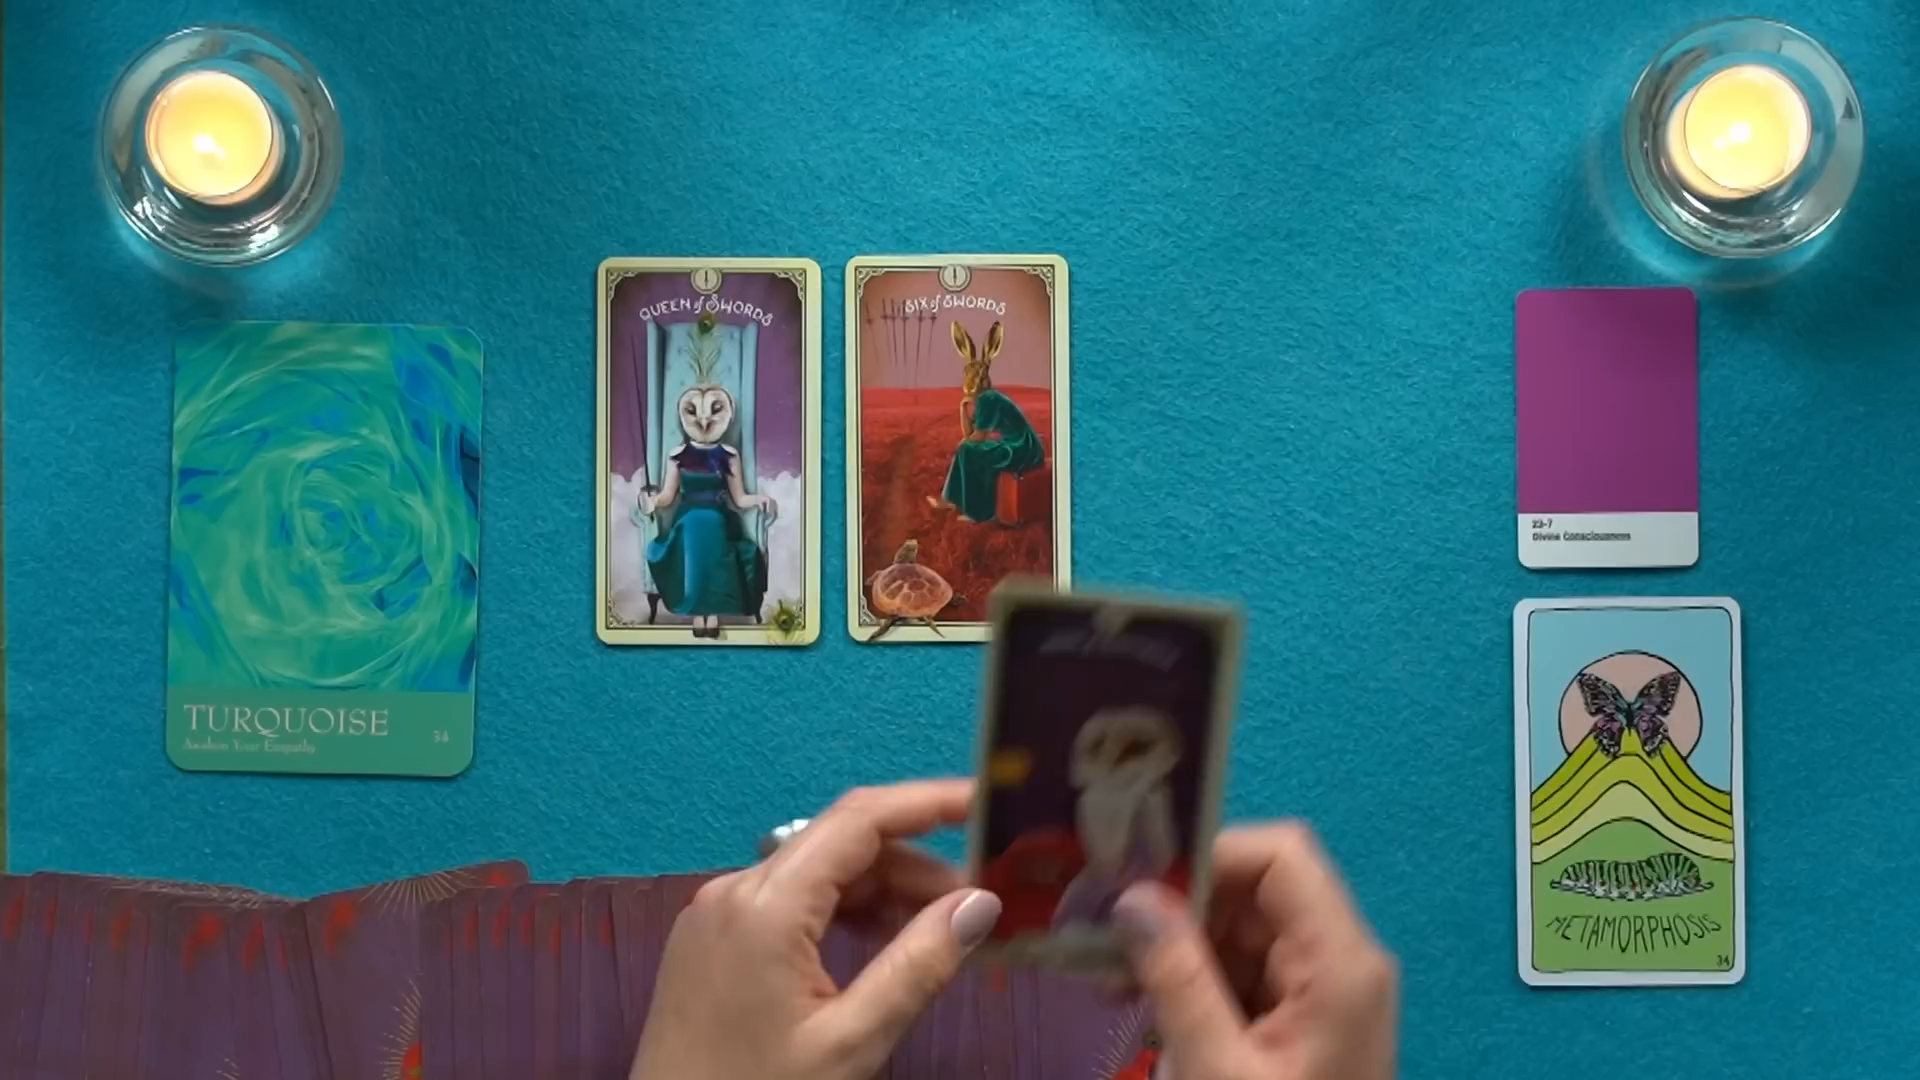 QUEEN of SWORDS
SIX of SWORDS
TURQUOISE
34
Awaken Your Empathy
23-7
Divine Consciousness
METAMORPHOSIS
34